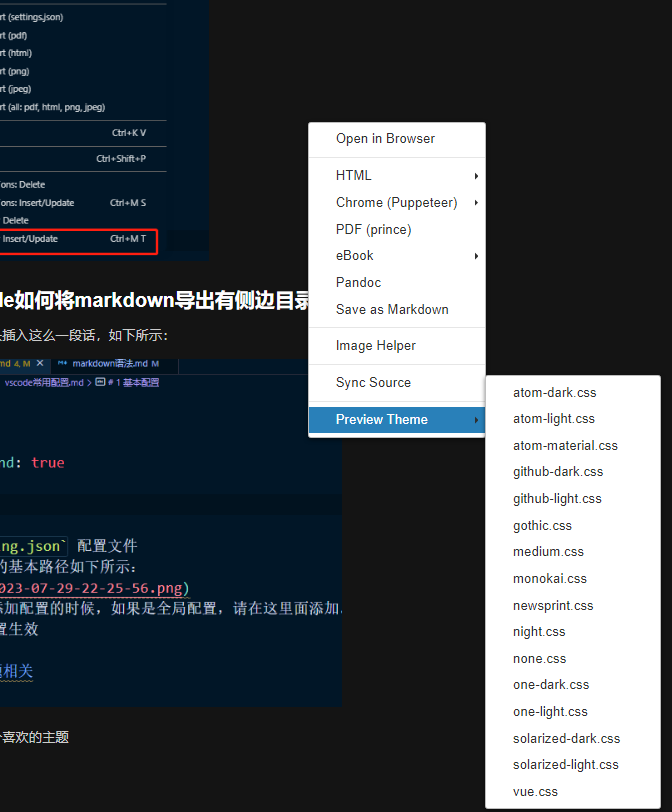 rt (settings.json)
rt (pdf)
rt (html)
rt (png)
rt (jpeg)
rt (all: pdf, html, png, jpeg)
Ctrl+K V
Ctrl+Shift+P
ons: Delete
ons: Insert/Update Ctrl+M S
Delete
Insert/Update Ctrl+M T
de如何将markdown导出有侧边目录
插入这么一段话，如下所示：
md 4, M × markdown语法.md M
vscode常用配置.md > # 1 基本配置
nd: true
ng.json` 配置文件
的基本路径如下所示：
023-07-29-22-25-56.png)
添加配置的时候，如果是全局配置，请在这里面添加
置生效
题相关
喜欢的主题
Open in Browser
HTML
Chrome (Puppeteer)
PDF (prince)
eBook
Pandoc
Save as Markdown
Image Helper
Sync Source
Preview Theme
atom-dark.css
atom-light.css
atom-material.css
github-dark.css
github-light.css
gothic.css
medium.css
monokai.css
newsprint.css
night.css
none.css
one-dark.css
one-light.css
solarized-dark.css
solarized-light.css
vue.css